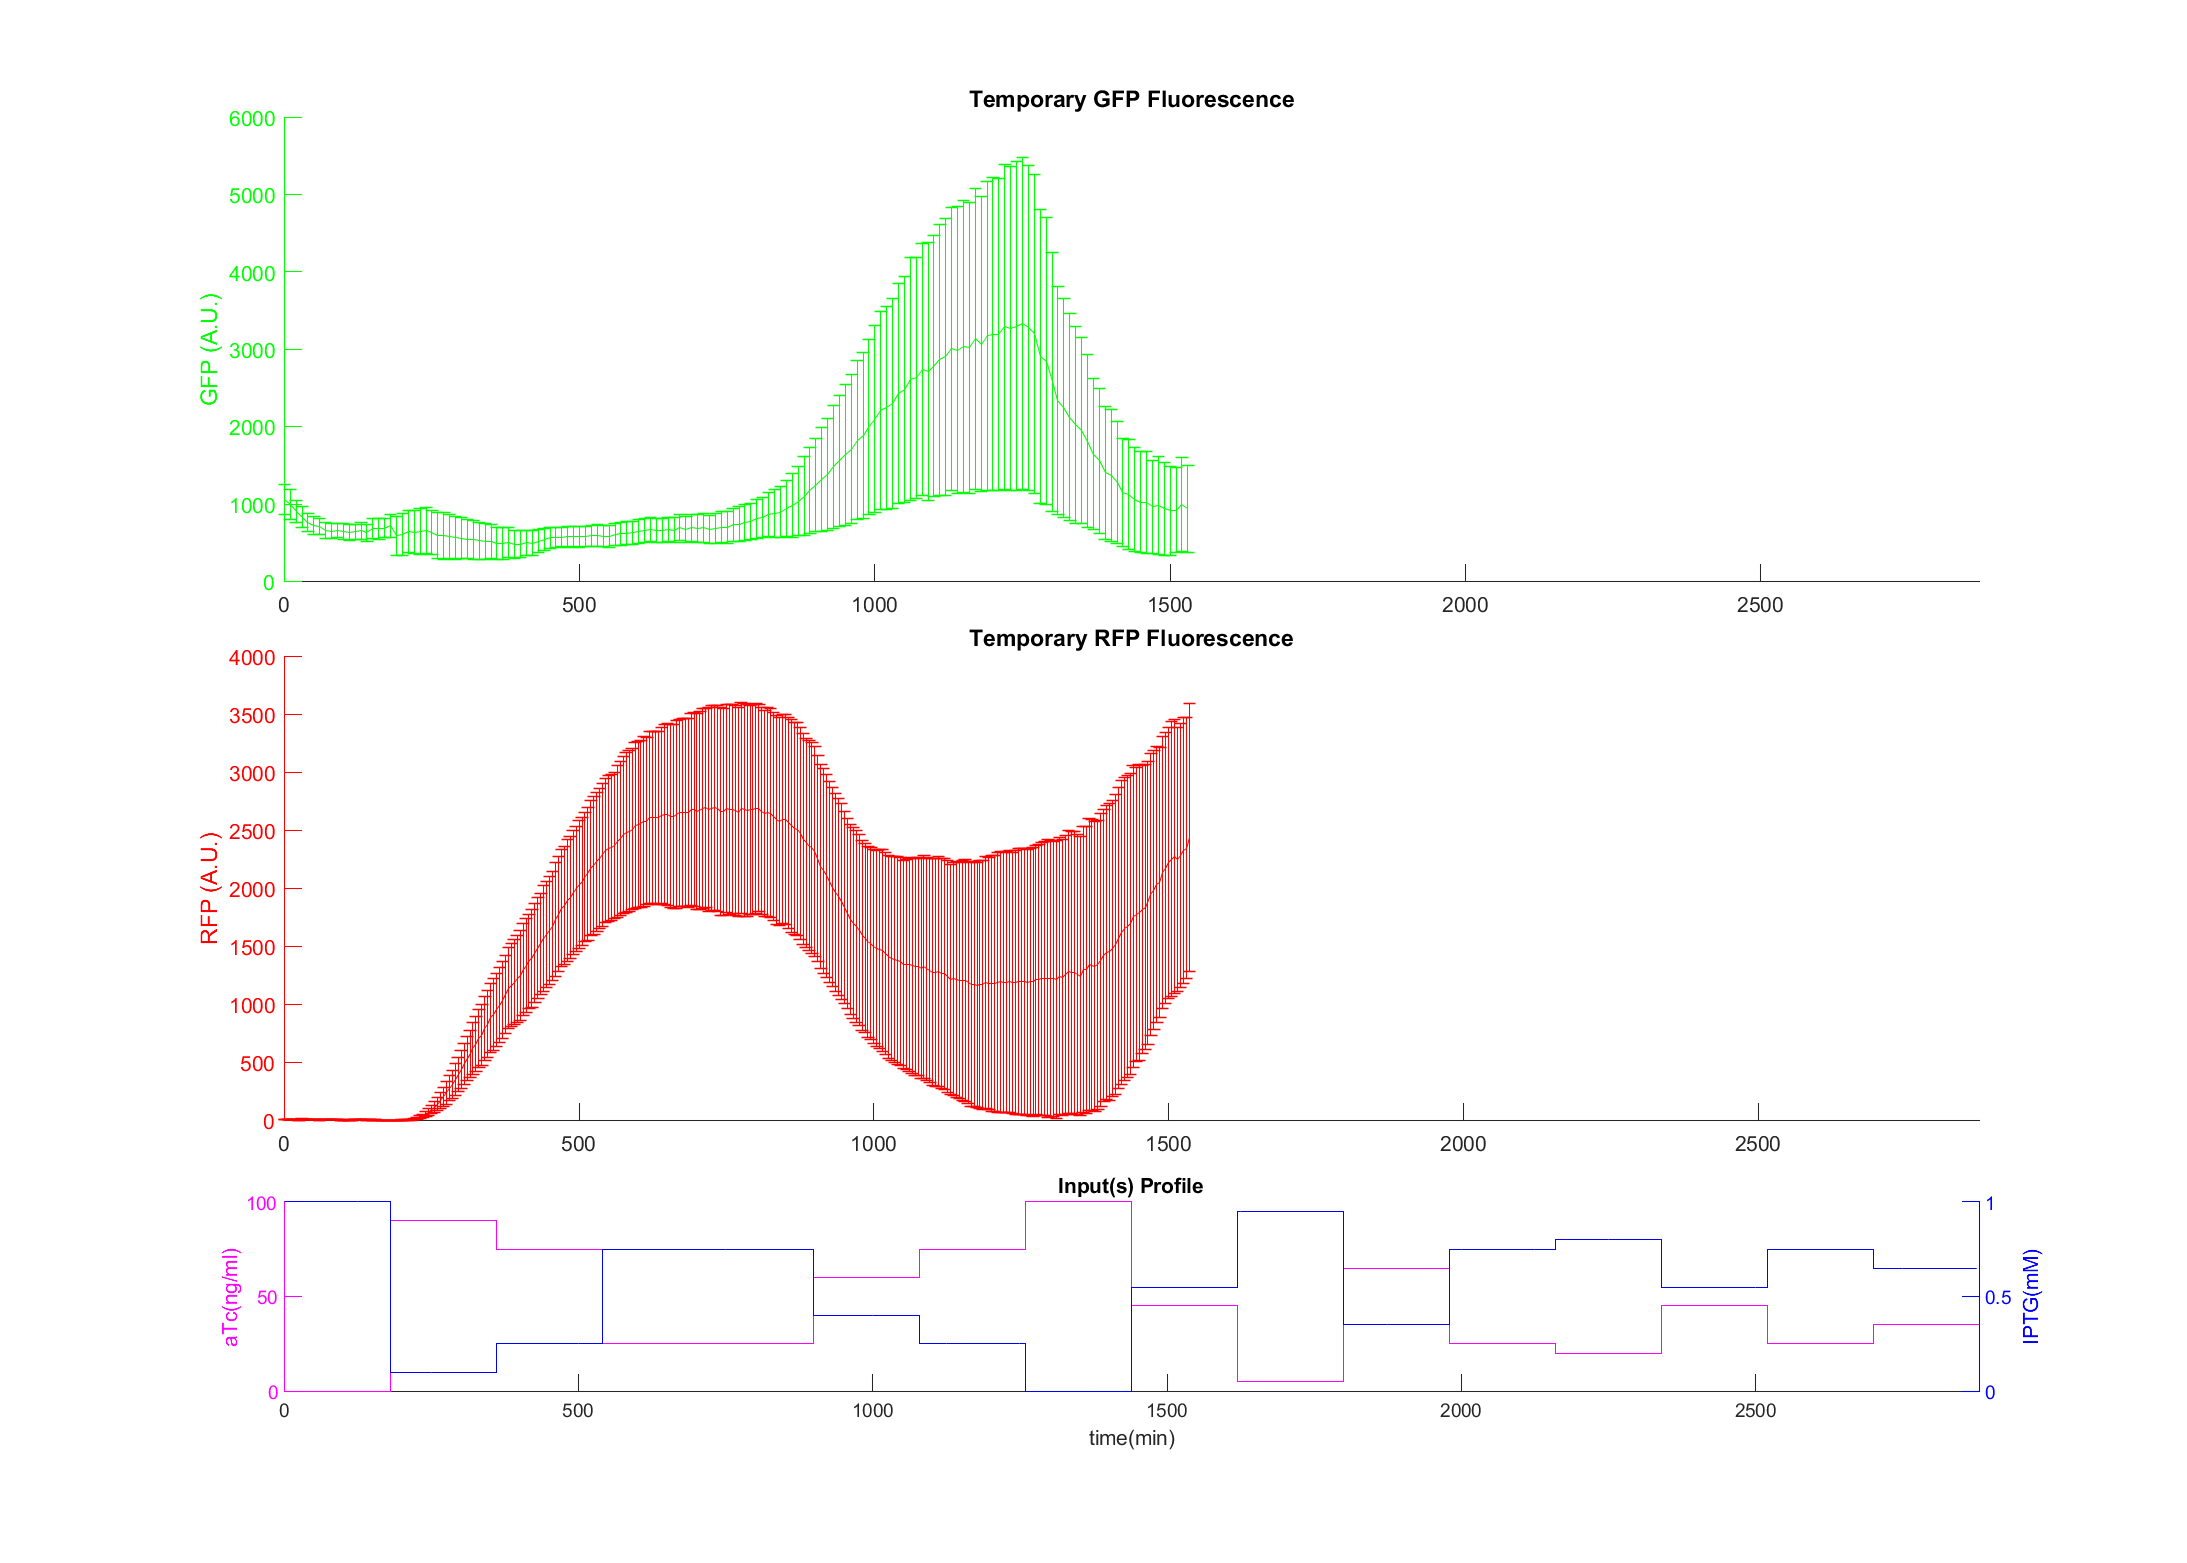 Temporary GFP Fluorescence
6000
5000
4000
3000
2000
1000
0
GFP (A.U.)
0 500 1000 1500 2000 2500
Temporary RFP Fluorescence
4000
3500
3000
2500
2000
1500
1000
500
0
RFP (A.U.)
0 500 1000 1500 2000 2500
Input(s) Profile
100
50
0
aTc(ng/ml)
1
0.5
0
IPTG(mM)
0 500 1000 1500 2000 2500
time(min)